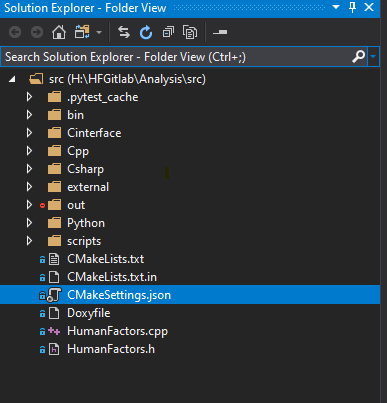 Solution Explorer - Folder View
Search Solution Explorer - Folder View (Ctrl+;)
src (H:\HFGitlab\Analysis\src)
.pytest_cache
bin
Cinterface
Cpp
Csharp
external
out
Python
scripts
CMakeLists.txt
CMakeLists.txt.in
CMakeSettings.json
Doxyfile
HumanFactors.cpp
HumanFactors.h